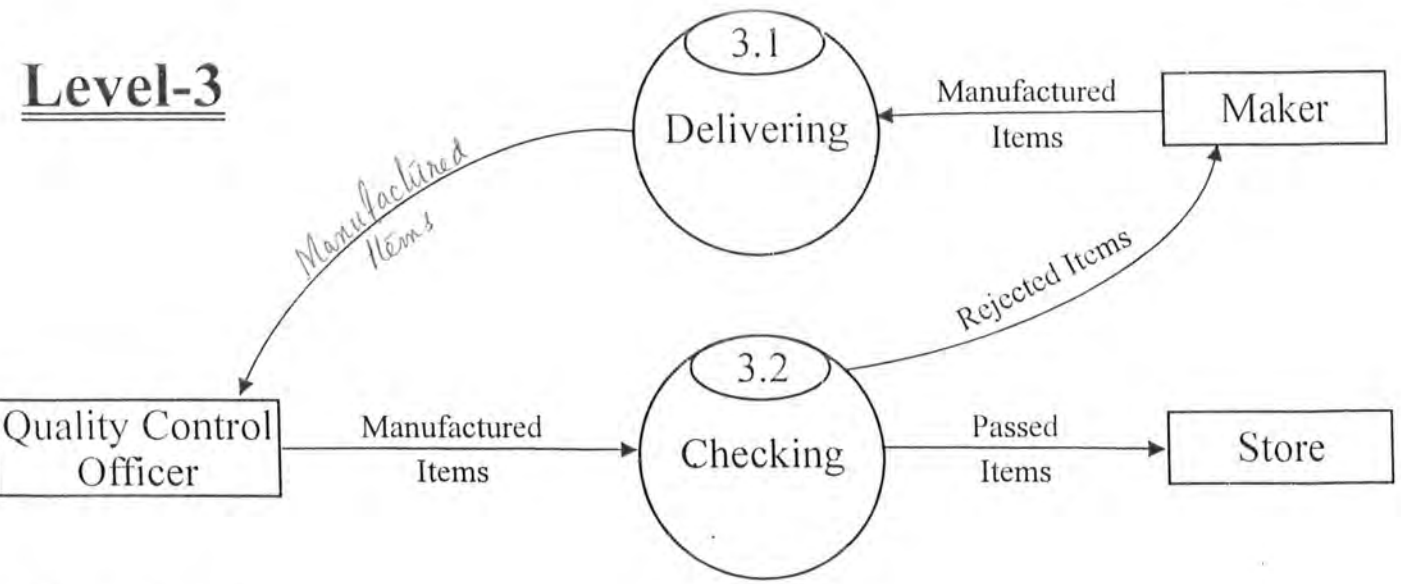 Level-3
3.1
Delivering
Manufactured
Items
Maker
Manufactured
Items
Rejected Items
3.2
Checking
Quality Control
Officer
Manufactured
Items
Passed
Items
Store